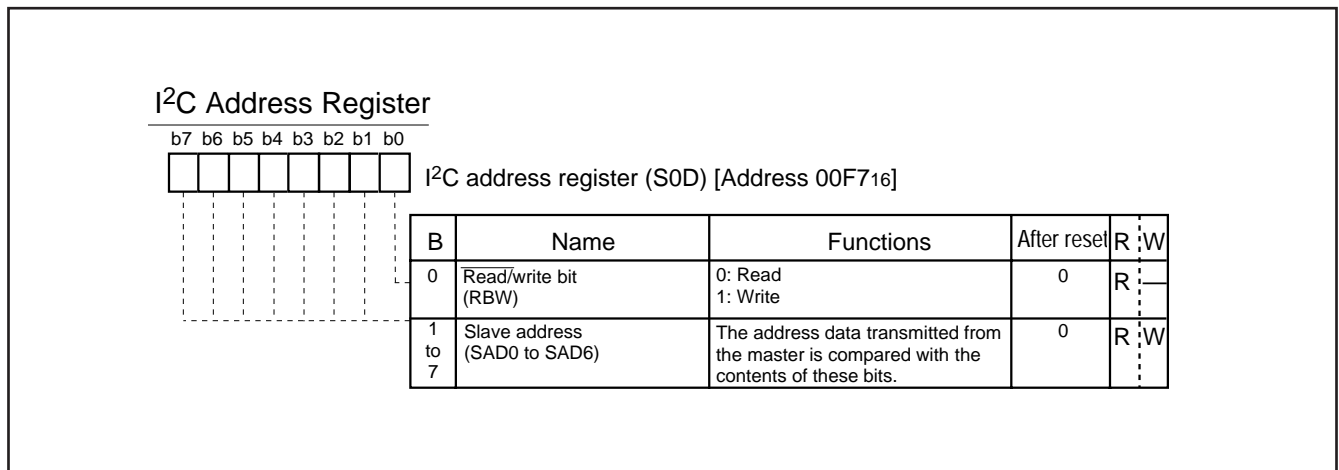 I²C Address Register
b7 b6 b5 b4 b3 b2 b1 b0
I²C address register (S0D) [Address 00F7₁₆]
B Name Functions After reset R W
0 Read/write bit (RBW) 0: Read 1: Write 0 R —
1 to 7 Slave address (SAD0 to SAD6) The address data transmitted from the master is compared with the contents of these bits. 0 R W